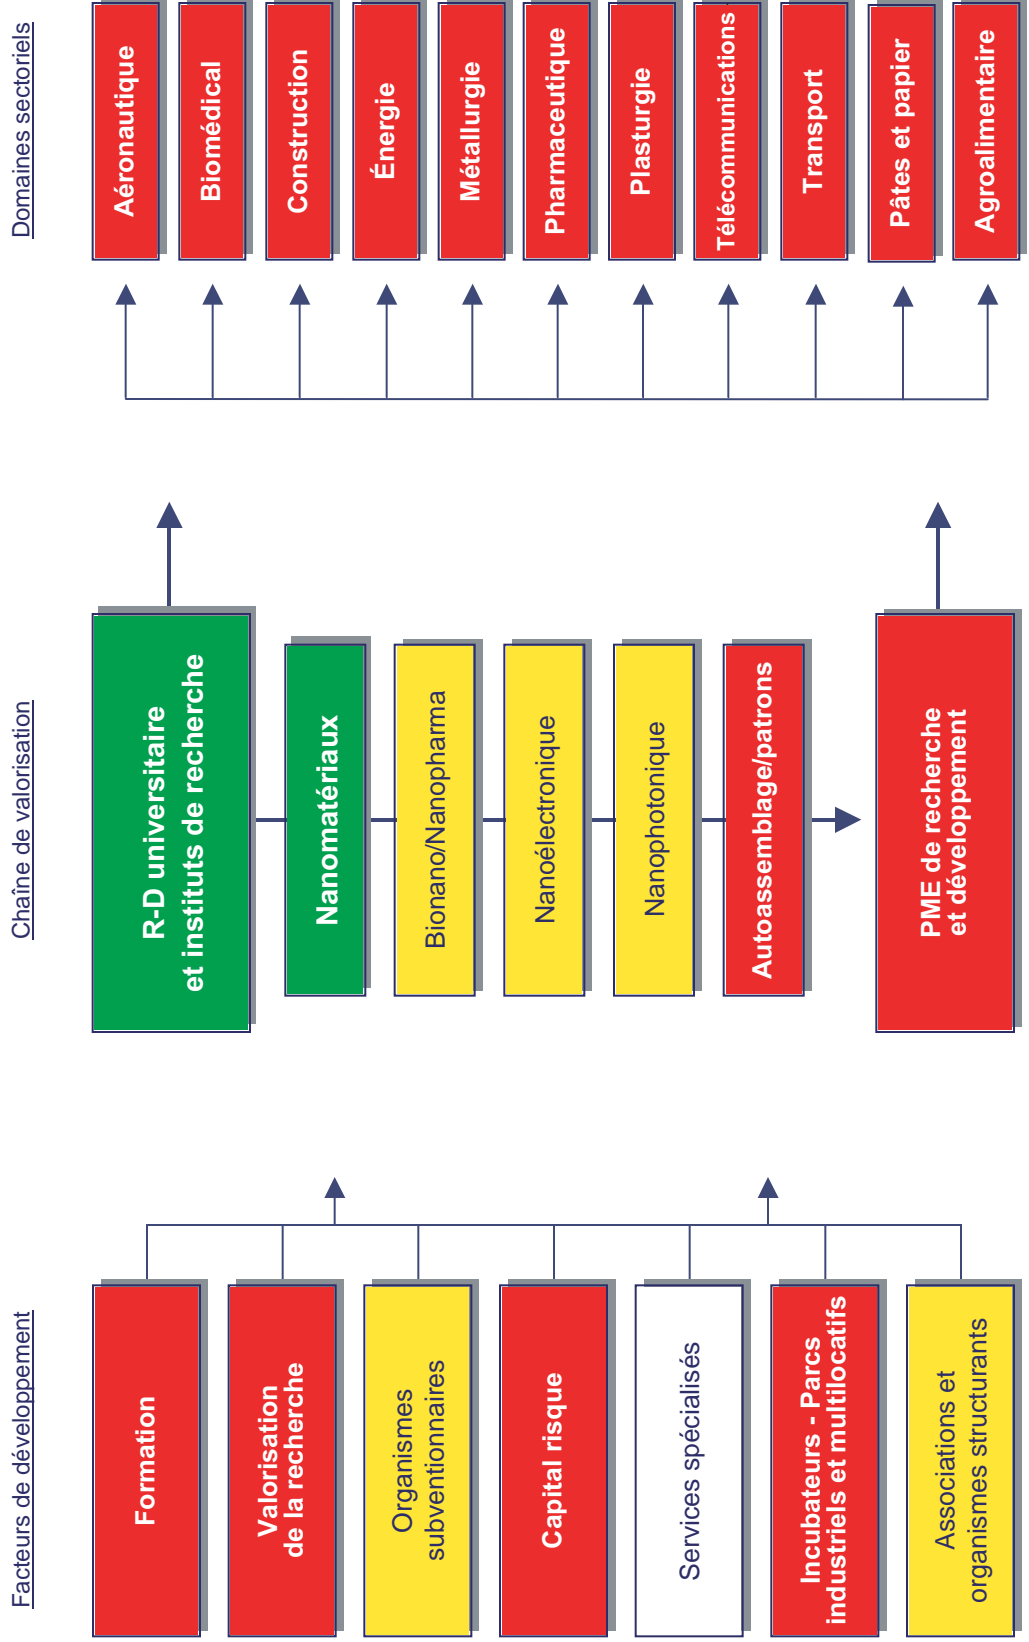 Facteurs de développement
Formation
Valorisation
de la recherche
Organismes
subventionnaires
Capital risque
Services spécialisés
Incubateurs - Parcs
industriels et multilocatifs
Associations et
organismes structurants
Chaîne de valorisation
R-D universitaire
et instituts de recherche
Nanomatériaux
Bionano/Nanopharma
Nanoélectronique
Nanophotonique
Autoassemblage/patrons
PME de recherche
et développement
Domaines sectoriels
Aéronautique
Biomédical
Construction
Énergie
Métallurgie
Pharmaceutique
Plasturgie
Télécommunications
Transport
Pâtes et papier
Agroalimentaire